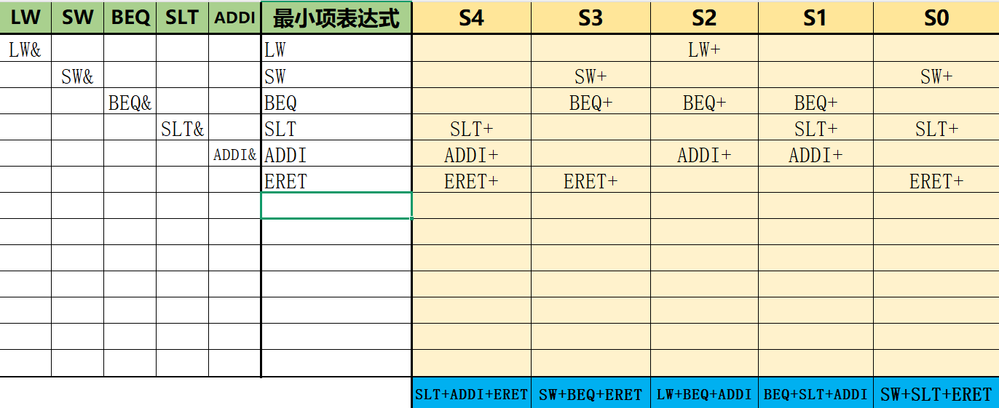 LW SW BEQ SLT ADDI 最小项表达式 S4 S3 S2 S1 S0
LW& LW LW+
SW& SW SW+ SW+
BEQ& BEQ BEQ+ BEQ+ BEQ+
SLT& SLT SLT+ SLT+ SLT+
ADDI& ADDI ADDI+ ADDI+ ADDI+
ERET ERET+ ERET+ ERET+
SLT+ADDI+ERET SW+BEQ+ERET LW+BEQ+ADDI BEQ+SLT+ADDI SW+SLT+ERET